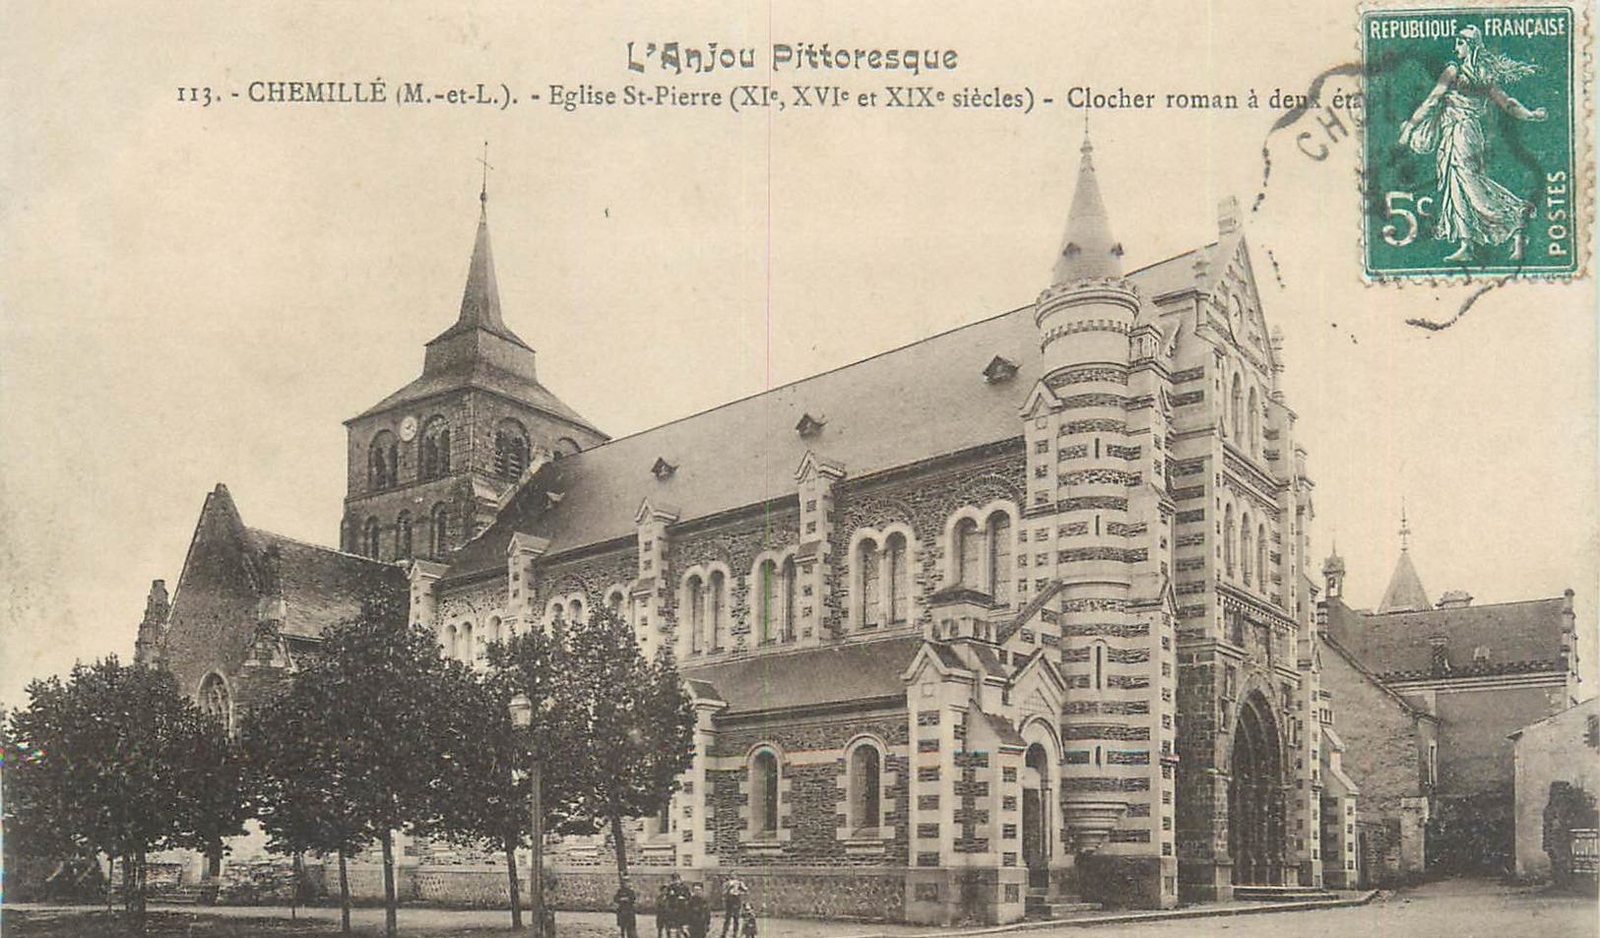 L'Anjou Pittoresque
113. - CHEMILLÉ (M.-et-L.). - Eglise St-Pierre (XIe, XVIe et XIXe siècles) - Clocher roman à deux
REPUBLIQUE FRANÇAISE
5c
POSTES